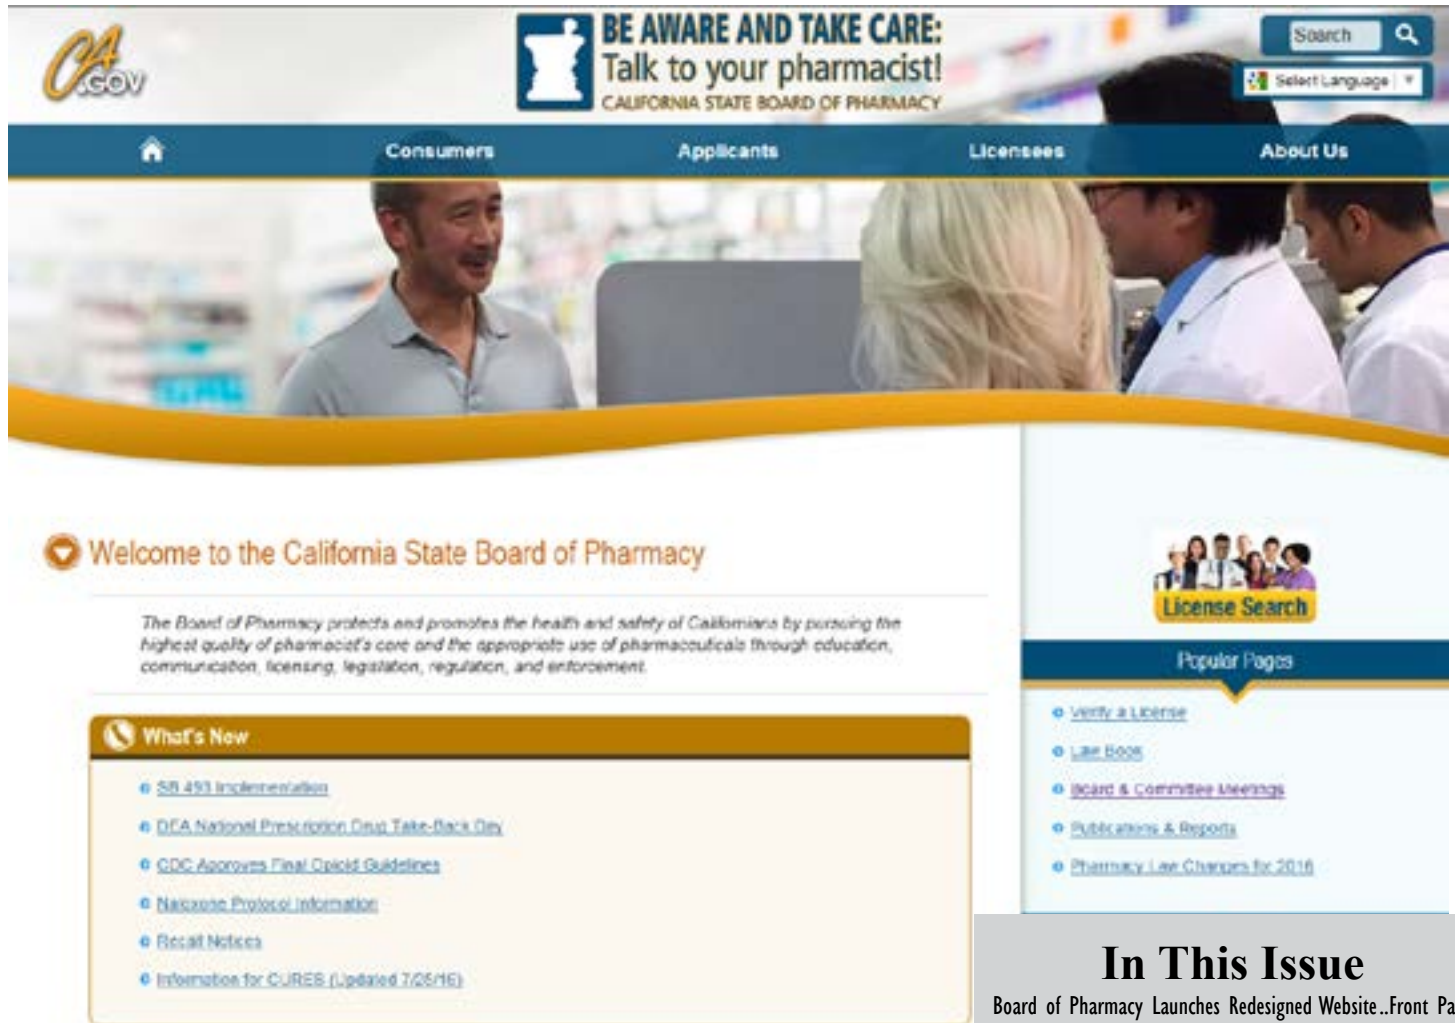 CA
.GOV
BE AWARE AND TAKE CARE:
Talk to your pharmacist!
CALIFORNIA STATE BOARD OF PHARMACY
Search
Select Language
Consumers
Applicants
Licensees
About Us
Welcome to the California State Board of Pharmacy
The Board of Pharmacy protects and promotes the health and safety of Californians by pursuing the
highest quality of pharmacist's care and the appropriate use of pharmaceuticals through education,
communication, licensing, legislation, regulation, and enforcement.
What's New
SB 493 Implementation
DEA National Prescription Drug Take-Back Day
CDC Approves Final Opioid Guidelines
Naloxone Protocol Information
Recall Notices
Information for CURES (Updated 7/25/16)
License Search
Popular Pages
Verify a License
Law Book
Board & Committee Meetings
Publications & Reports
Pharmacy Law Changes for 2016
In This Issue
Board of Pharmacy Launches Redesigned Website..Front Pa